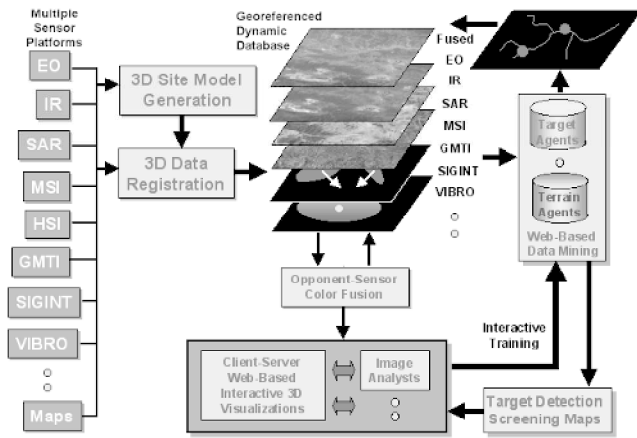 Multiple
Sensor
Platforms
EO
IR
SAR
MSI
HSI
GMTI
SIGINT
VIBRO
Maps
3D Site Model
Generation
3D Data
Registration
Georeferenced
Dynamic
Database
Fused
EO
IR
SAR
MSI
GMTI
SIGINT
VIBRO
Target
Agents
Terrain
Agents
Web-Based
Data Mining
Opponent-Sensor
Color Fusion
Interactive
Training
Client-Server
Web-Based
Interactive 3D
Visualizations
Image
Analysts
Target Detection
Screening Maps